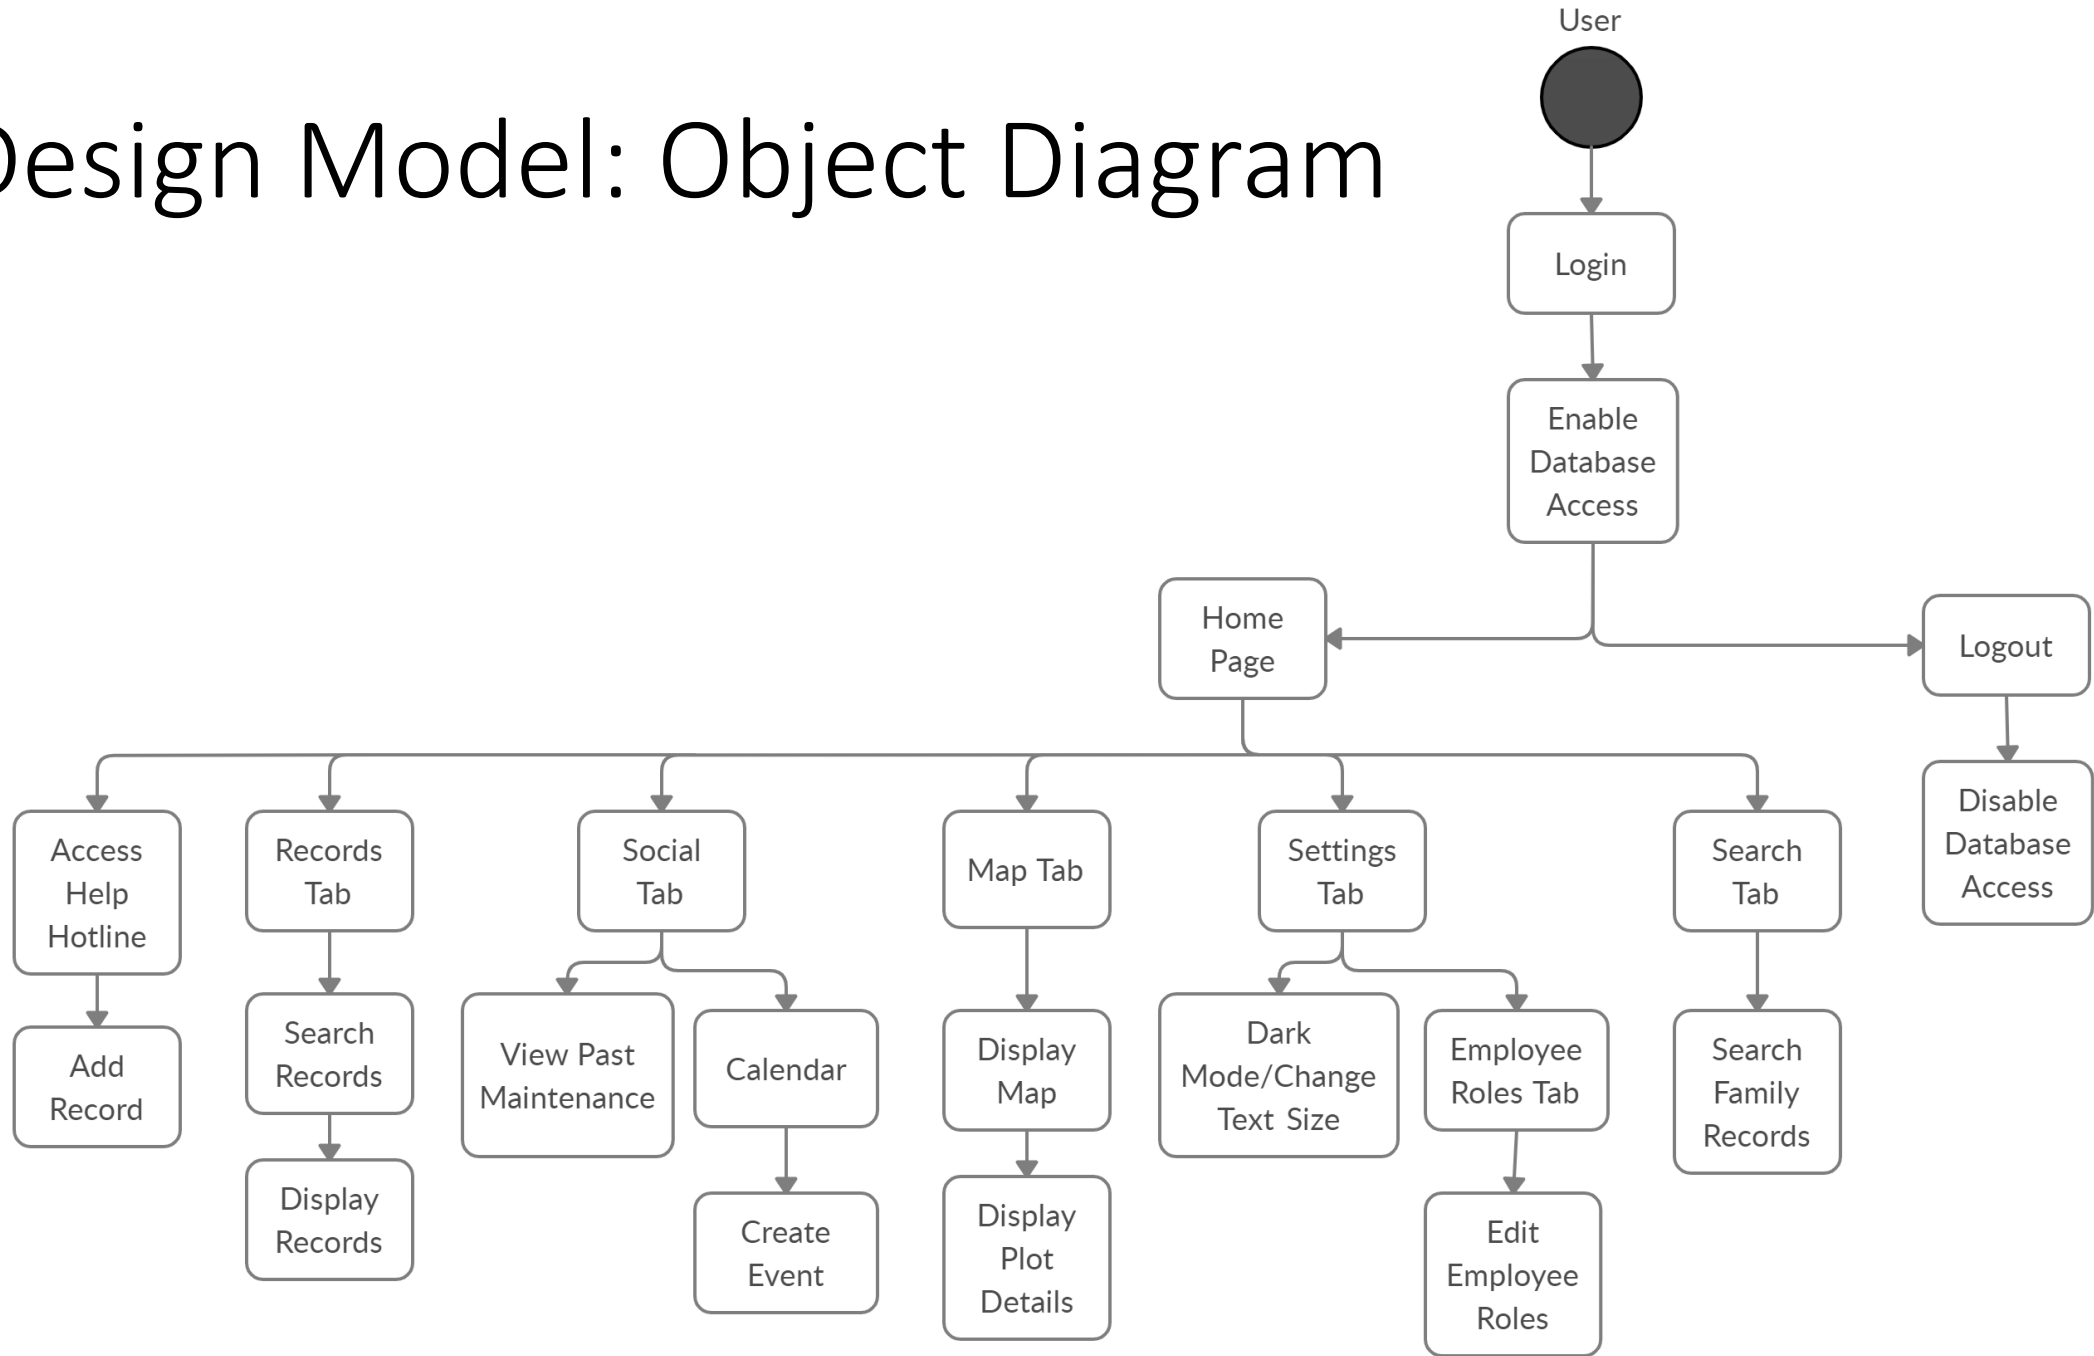 User
Design Model: Object Diagram
Login
Enable
Database
Access
Home
Page
Logout
Access
Help
Hotline
Records
Tab
Social
Tab
Map Tab
Settings
Tab
Search
Tab
Disable
Database
Access
Add
Record
Search
Records
View Past
Maintenance
Calendar
Display
Map
Dark
Mode/Change
Text Size
Employee
Roles Tab
Search
Family
Records
Display
Records
Create
Event
Display
Plot
Details
Edit
Employee
Roles